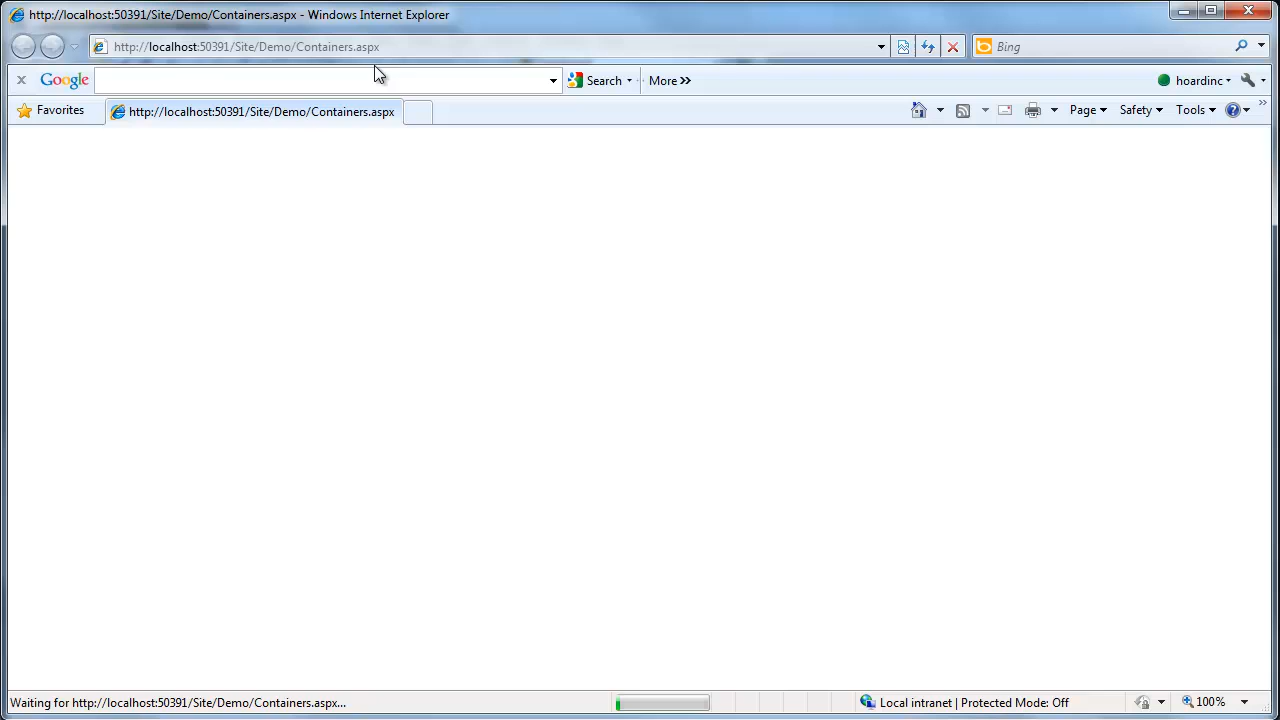 http://localhost:50391/Site/Demo/Containers.aspx - Windows Internet Explorer
http://localhost:50391/Site/Demo/Containers.aspx
Bing
Google
Search
More
hoardinc
Favorites
http://localhost:50391/Site/Demo/Containers.aspx
Page
Safety
Tools
Waiting for http://localhost:50391/Site/Demo/Containers.aspx...
Local intranet | Protected Mode: Off
100%